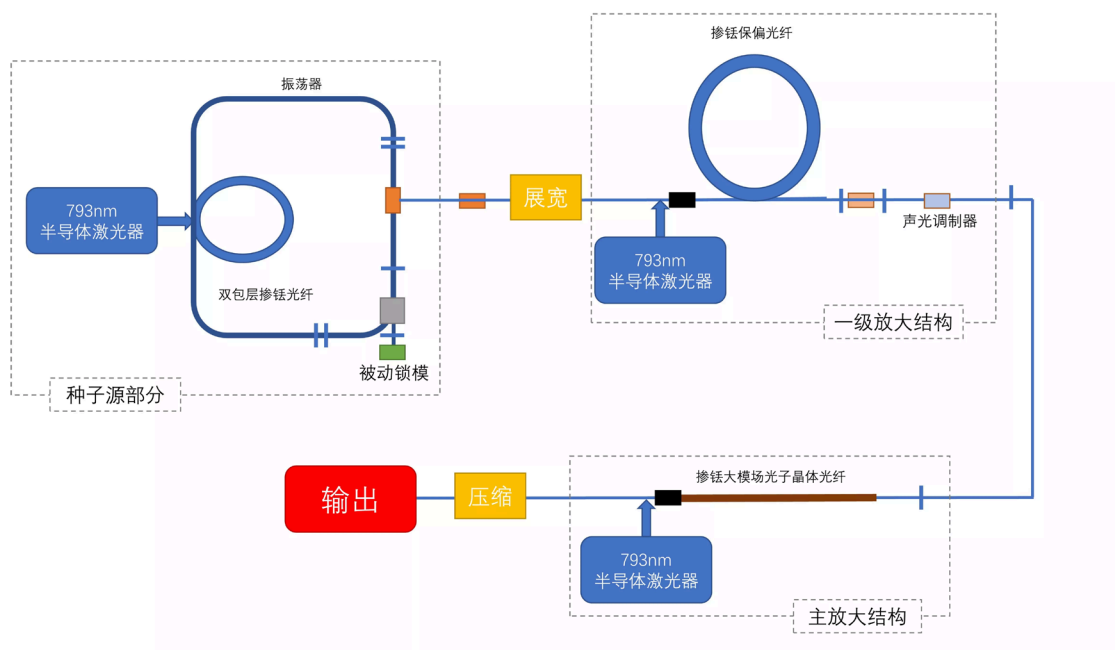 振荡器
793nm
半导体激光器
双包层掺铥光纤
被动锁模
种子源部分
展宽
掺铥保偏光纤
793nm
半导体激光器
声光调制器
一级放大结构
输出
压缩
掺铥大模场光子晶体光纤
793nm
半导体激光器
主放大结构